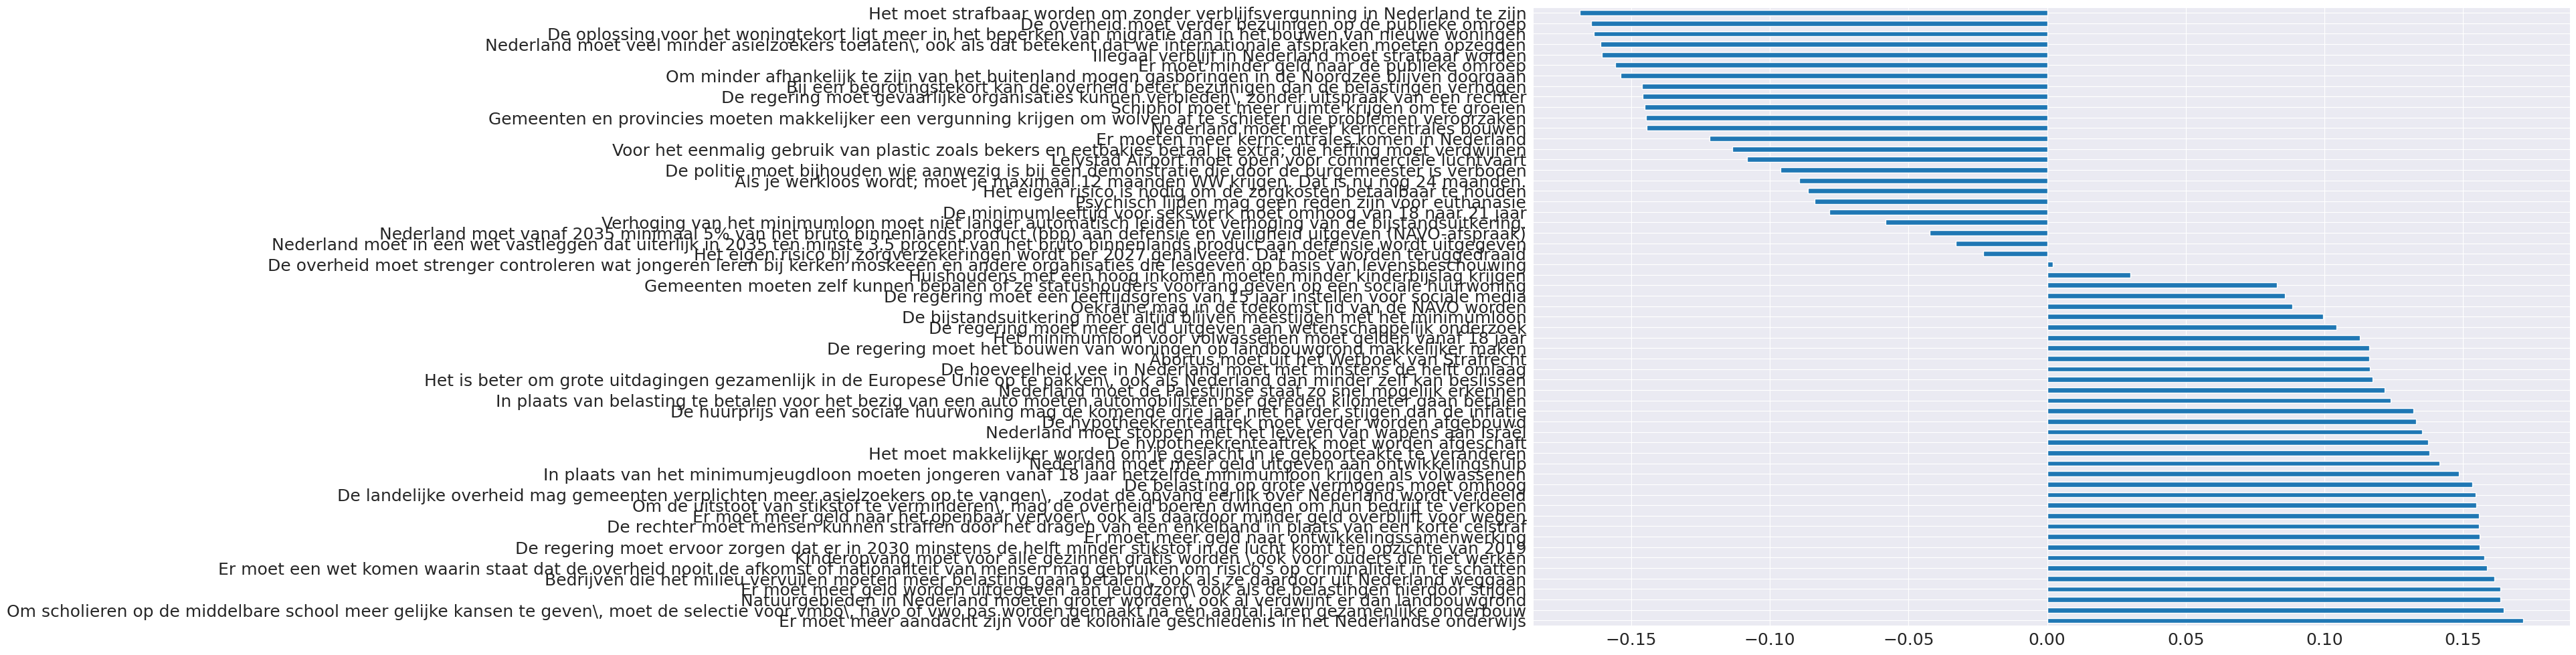 Het moet strafbaar worden om zonder verblijfsvergunning in Nederland te zijn
De overheid moet verder bezuinigen op de publieke omroep
De oplossing voor het woningtekort ligt meer in het beperken van migratie dan in het bouwen van nieuwe woningen
Nederland moet veel minder asielzoekers toelaten\, ook als dat betekent dat we internationale afspraken moeten opzeggen
Illegaal verblijf in Nederland moet strafbaar worden
Er moet minder geld naar de publieke omroep
Om minder afhankelijk te zijn van het buitenland mogen gasboringen in de Noordzee blijven doorgaan
Bij een begrotingstekort kan de overheid beter bezuinigen dan de belastingen verhogen
De regering moet gevaarlijke organisaties kunnen verbieden\, zonder uitspraak van een rechter
Schiphol moet meer ruimte krijgen om te groeien
Gemeenten en provincies moeten makkelijker een vergunning krijgen om wolven af te schieten die problemen veroorzaken
Nederland moet meer kerncentrales bouwen
Er moeten meer kerncentrales komen in Nederland
Voor het eenmalig gebruik van plastic zoals bekers en eetbakjes betaal je extra; die heffing moet verdwijnen
Lelystad Airport moet open voor commerciële luchtvaart
De politie moet bijhouden wie aanwezig is bij een demonstratie die door de burgemeester is verboden
Als je werkloos wordt; moet je maximaal 12 maanden WW krijgen. Dat is nu nog 24 maanden.
Het eigen risico is nodig om de zorgkosten betaalbaar te houden
Psychisch lijden mag geen reden zijn voor euthanasie
De minimumleeftijd voor sekswerk moet omhoog van 18 naar 21 jaar
Verhoging van het minimumloon moet niet langer automatisch leiden tot verhoging van de bijstandsuitkering.
Nederland moet vanaf 2035 minimaal 5% van het bruto binnenlands product (bbp) aan defensie en veiligheid uitgeven (NAVO-afspraak)
Nederland moet in een wet vastleggen dat uiterlijk in 2035 ten minste 3,5 procent van het bruto binnenlands product aan defensie wordt uitgegeven
Het eigen risico bij zorgverzekeringen wordt per 2027 gehalveerd. Dat moet worden teruggedraaid
De overheid moet strenger controleren wat jongeren leren bij kerken moskeeën en andere organisaties die lesgeven op basis van levensbeschouwing
Huishoudens met een hoog inkomen moeten minder kinderbijslag krijgen
Gemeenten moeten zelf kunnen bepalen of ze statushouders voorrang geven op een sociale huurwoning
De regering moet een leeftijdsgrens van 15 jaar instellen voor sociale media
Oekraïne mag in de toekomst lid van de NAVO worden
De bijstandsuitkering moet altijd blijven meestijgen met het minimumloon
De regering moet meer geld uitgeven aan wetenschappelijk onderzoek
Het minimumloon voor volwassenen moet gelden vanaf 18 jaar
De regering moet het bouwen van woningen op landbouwgrond makkelijker maken
Abortus moet uit het Wetboek van Strafrecht
De hoeveelheid vee in Nederland moet met minstens de helft omlaag
Het is beter om grote uitdagingen gezamenlijk in de Europese Unie op te pakken\, ook als Nederland dan minder zelf kan beslissen
Nederland moet de Palestijnse staat zo snel mogelijk erkennen
In plaats van belasting te betalen voor het bezig van een auto moeten automobilisten per gereden kilometer gaan betalen
De huurprijs van een sociale huurwoning mag de komende drie jaar niet harder stijgen dan de inflatie
De hypotheekrenteaftrek moet verder worden afgebouwd
Nederland moet stoppen met het leveren van wapens aan Israël
De hypotheekrenteaftrek moet worden afgeschaft
Het moet makkelijker worden om je geslacht in je geboorteakte te veranderen
Nederland moet meer geld uitgeven aan ontwikkelingshulp
In plaats van het minimumjeugdloon moeten jongeren vanaf 18 jaar hetzelfde minimumloon krijgen als volwassenen
De belasting op grote vermogens moet omhoog
De landelijke overheid mag gemeenten verplichten meer asielzoekers op te vangen\, zodat de opvang eerlijk over Nederland wordt verdeeld
Om de uitstoot van stikstof te verminderen\, mag de overheid boeren dwingen om hun bedrijf te verkopen
Er moet meer geld naar het openbaar vervoer\, ook als daardoor minder geld overblijft voor wegen
De rechter moet mensen kunnen straffen door het dragen van een enkelband in plaats van een korte celstraf
Er moet meer geld naar ontwikkelingssamenwerking
De regering moet ervoor zorgen dat er in 2030 minstens de helft minder stikstof in de lucht komt ten opzichte van 2019
Kinderopvang moet voor alle gezinnen gratis worden \ook voor ouders die niet werken
Er moet een wet komen waarin staat dat de overheid nooit de afkomst of nationaliteit van mensen mag gebruiken om risico's op criminaliteit in te schatten
Bedrijven die het milieu vervuilen moeten meer belasting gaan betalen\, ook als ze daardoor uit Nederland weggaan
Er moet meer geld worden uitgegeven aan jeugdzorg\ ook als de belastingen hierdoor stijgen
Natuurgebieden in Nederland moeten groter worden\, ook al verdwijnt er dan landbouwgrond
Om scholieren op de middelbare school meer gelijke kansen te geven\, moet de selectie voor vmbo\, havo of vwo pas worden gemaakt na een aantal jaren gezamenlijke onderbouw
Er moet meer aandacht zijn voor de koloniale geschiedenis in het Nederlandse onderwijs
−0.15 −0.10 −0.05 0.00 0.05 0.10 0.15